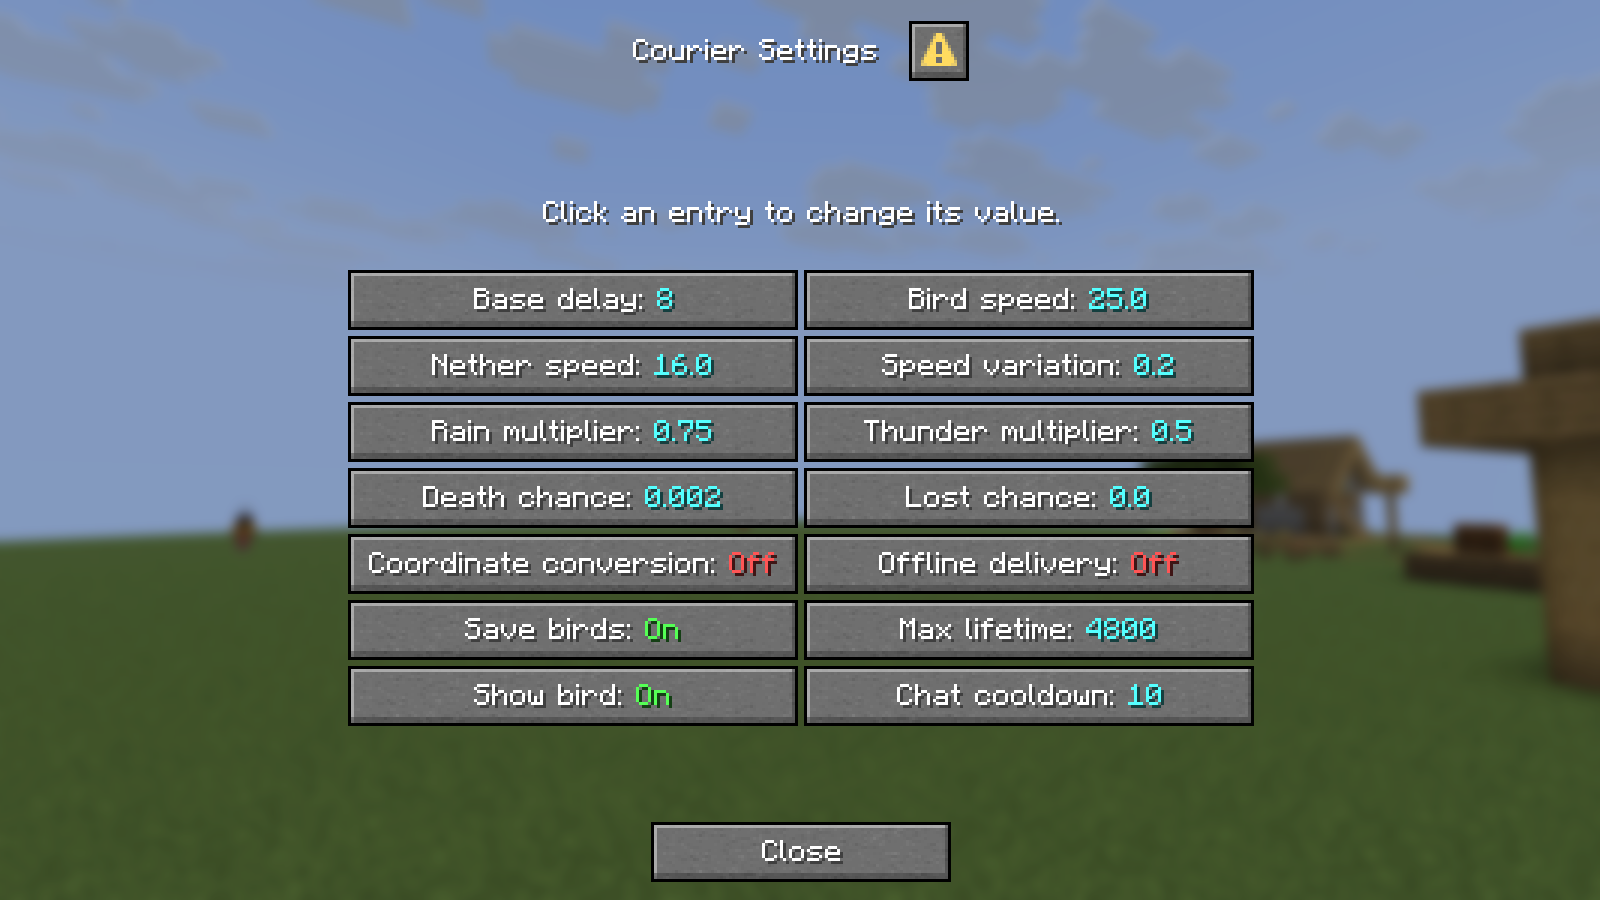 Courier Settings
Click an entry to change its value.
Base delay: 8
Bird speed: 25.0
Nether speed: 16.0
Speed variation: 0.2
Rain multiplier: 0.75
Thunder multiplier: 0.5
Death chance: 0.002
Lost chance: 0.0
Coordinate conversion: Off
Offline delivery: Off
Save birds: On
Max lifetime: 4800
Show bird: On
Chat cooldown: 10
Close